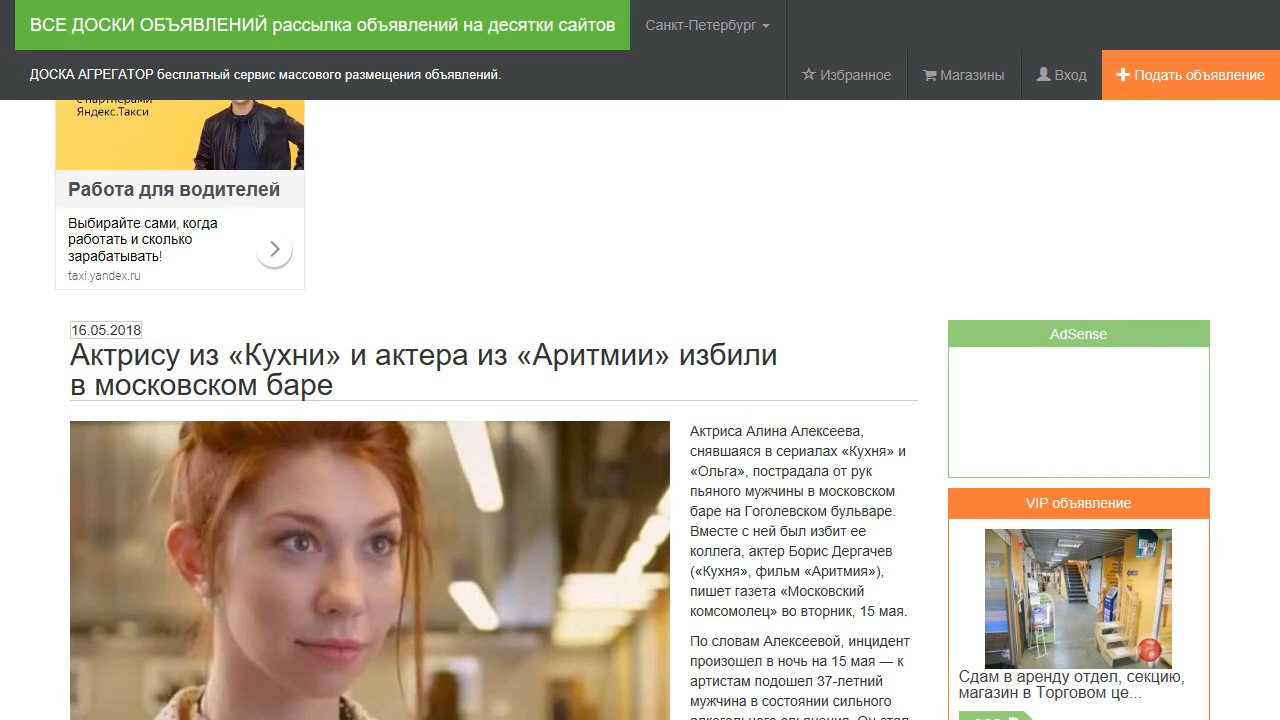 ВСЕ ДОСКИ ОБЪЯВЛЕНИЙ рассылка объявлений на десятки сайтов
Санкт-Петербург
ДОСКА АГРЕГАТОР бесплатный сервис массового размещения объявлений.
Избранное
Магазины
Вход
Подать объявление
с партнерами
Яндекс.Такси
Работа для водителей
Выбирайте сами, когда
работать и сколько
зарабатывать!
taxi.yandex.ru
16.05.2018
Актрису из «Кухни» и актера из «Аритмии» избили
в московском баре
Актриса Алина Алексеева,
снявшаяся в сериалах «Кухня» и
«Ольга», пострадала от рук
пьяного мужчины в московском
баре на Гоголевском бульваре.
Вместе с ней был избит ее
коллега, актер Борис Дергачев
(«Кухня», фильм «Аритмия»),
пишет газета «Московский
комсомолец» во вторник, 15 мая.
По словам Алексеевой, инцидент
произошел в ночь на 15 мая — к
артистам подошел 37-летний
мужчина в состоянии сильного
алкогольного опьянения. Он стал
AdSense
VIP объявление
Сдам в аренду отдел, секцию,
магазин в Торговом це...